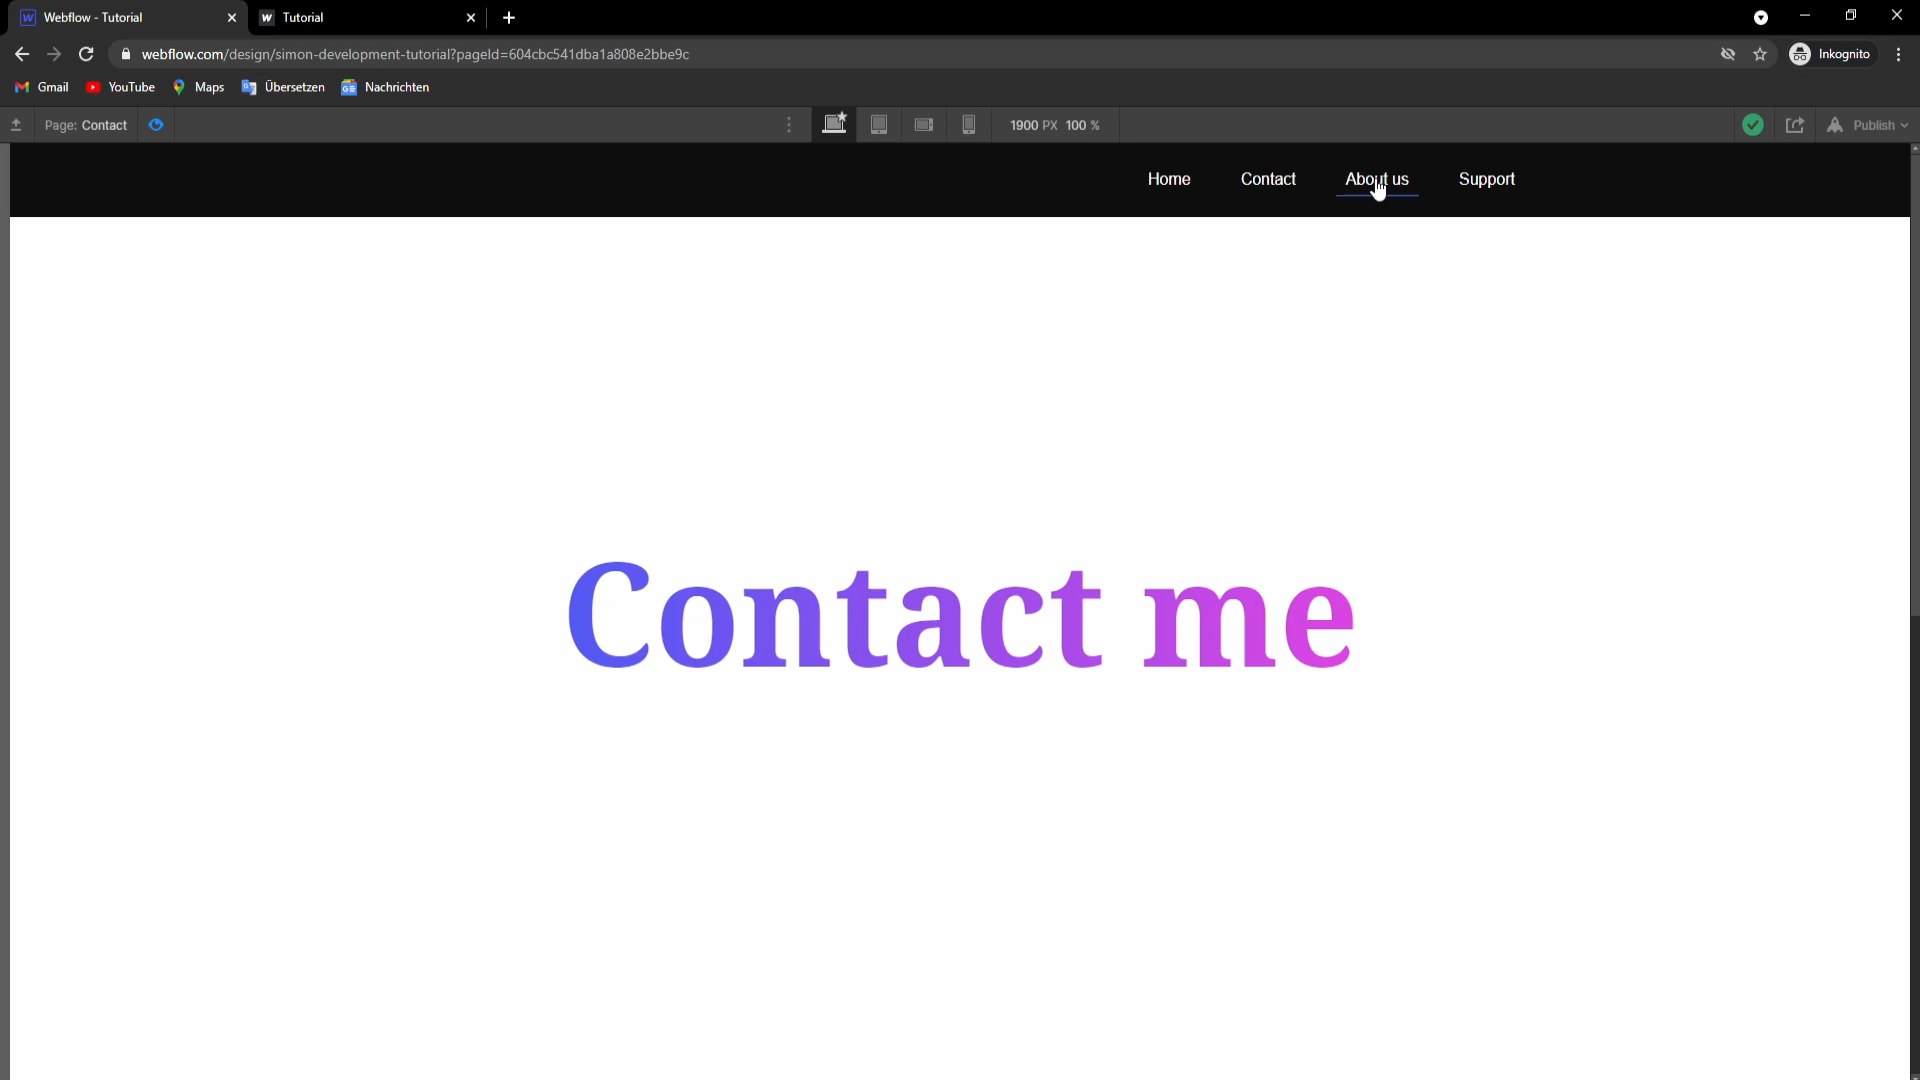 Webflow - Tutorial
Tutorial
webflow.com/design/simon-development-tutorial?pageId=604cbc541dba1a808e2bbe9c
Inkognito
Gmail
YouTube
Maps
Übersetzen
Nachrichten
Page: Contact
1900 PX 100 %
Publish
Home
Contact
About us
Support
Contact me